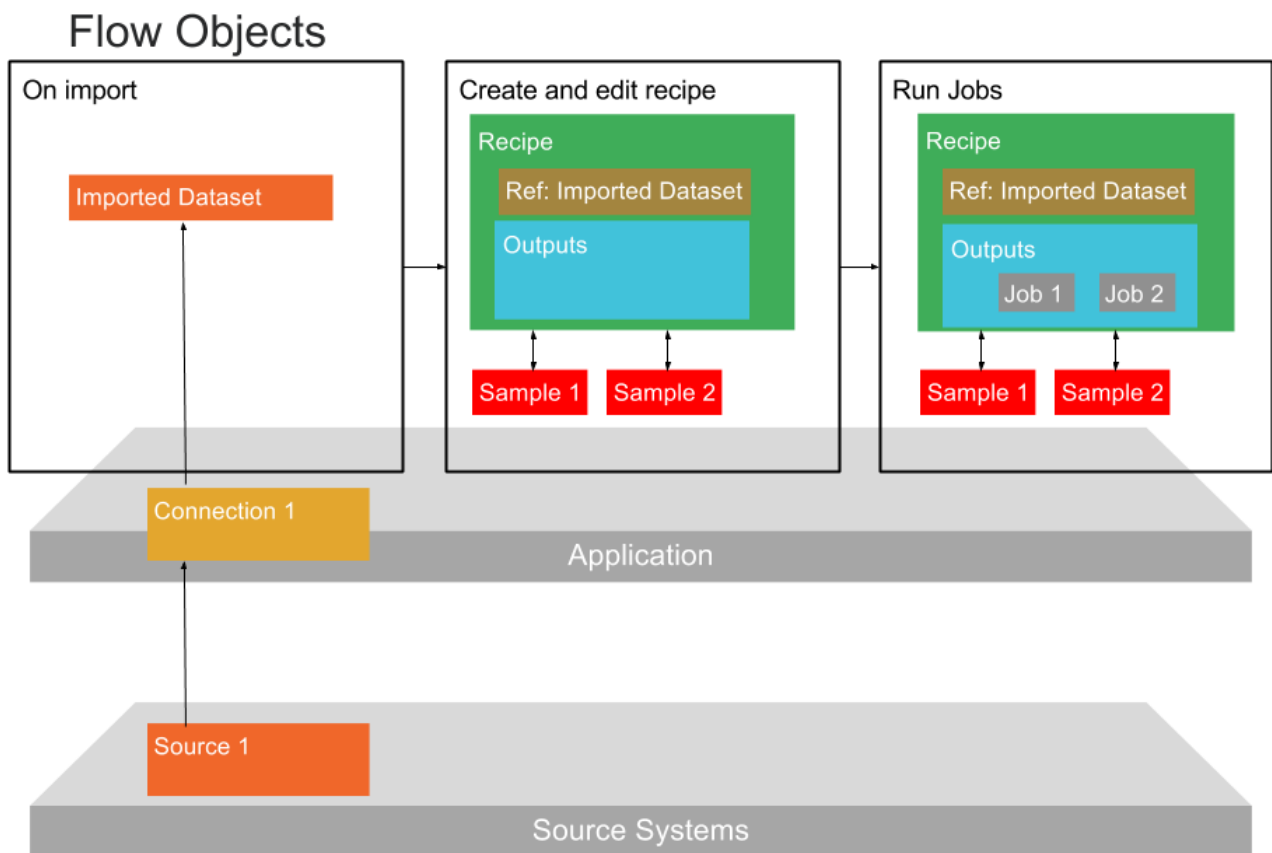 Flow Objects
On import
Imported Dataset
Create and edit recipe
Recipe
Ref: Imported Dataset
Outputs
Sample 1
Sample 2
Run Jobs
Recipe
Ref: Imported Dataset
Outputs
Job 1
Job 2
Sample 1
Sample 2
Connection 1
Application
Source 1
Source Systems